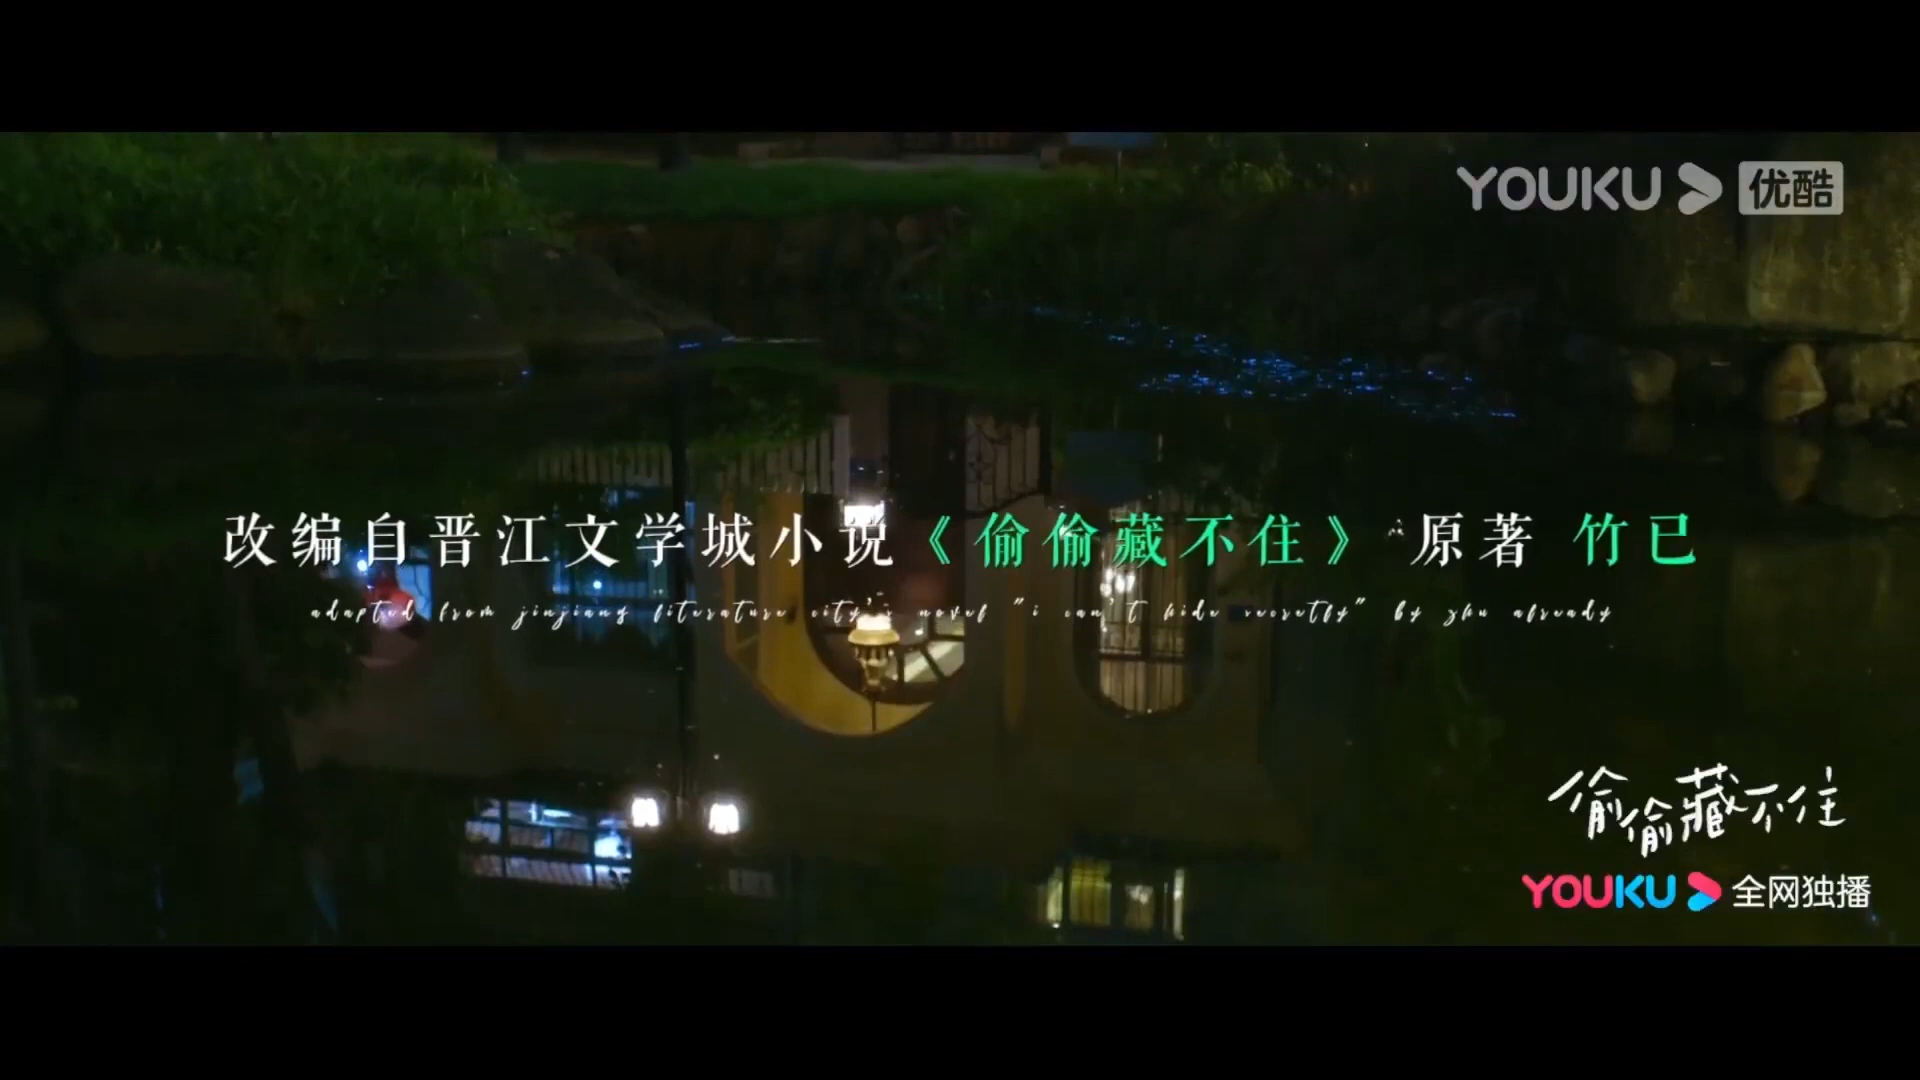 YOUKU 优酷
改编自晋江文学城小说《偷偷藏不住》 原著 竹已
adapted from jinjiang literature city's novel "i can't hide secretly" by zhu already
偷偷藏不住
YOUKU 全网独播